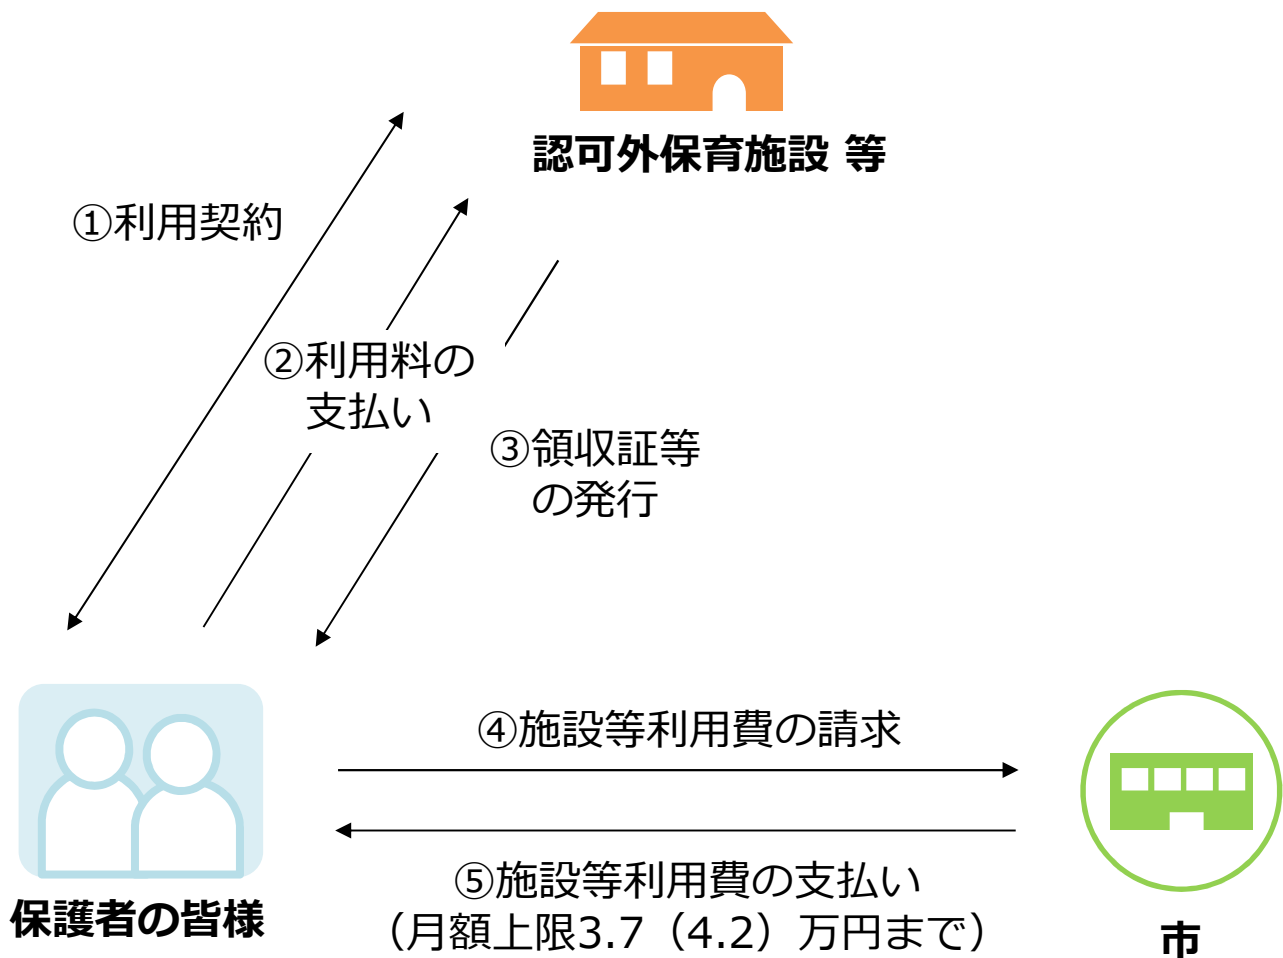 認可外保育施設 等
①利用契約
②利用料の
支払い
③領収証等
の発行
④施設等利用費の請求
⑤施設等利用費の支払い
（月額上限3.7（4.2）万円まで）
保護者の皆様
市